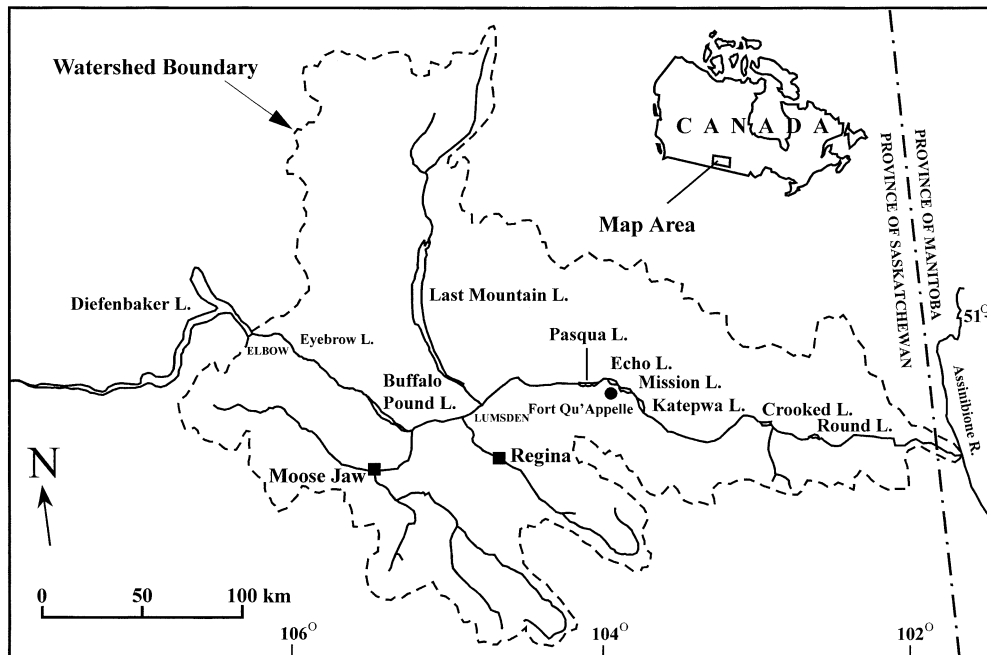 Watershed Boundary
C A N A D A
Map Area
PROVINCE OF MANITOBA
PROVINCE OF SASKATCHEWAN
Diefenbaker L.
Last Mountain L.
51°
ELBOW
Eyebrow L.
Pasqua L.
Echo L.
Mission L.
Buffalo
Pound L.
LUMSDEN
Fort Qu'Appelle
Katepwa L.
Crooked L.
Round L.
Assinibione R.
N
Moose Jaw
Regina
0 50 100 km
106° 104° 102°